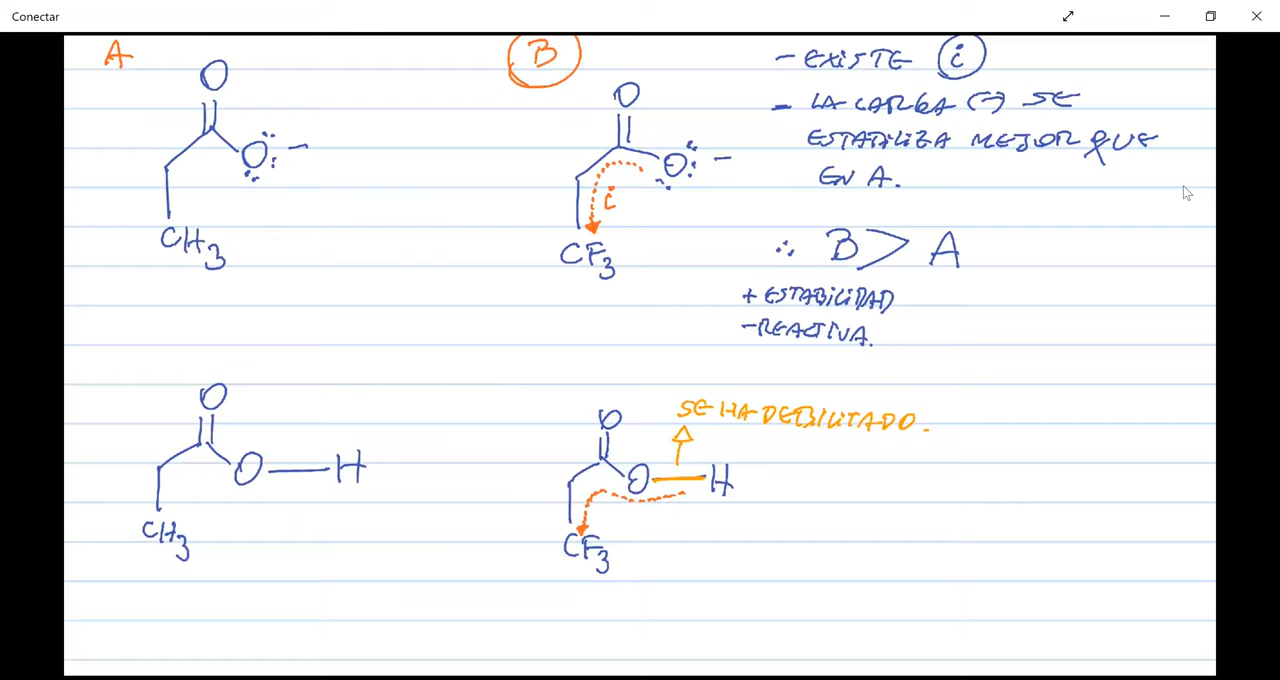 Conectar
A
O
O
-
CH3
B
O
O
-
i
CF3
- EXISTE i
- LA CARGA (-) SE
ESTABILIZA MEJOR QUE
EN A.
∴ B > A
+ ESTABILIDAD
- REACTIVA.
O
O
H
CH3
O
O
H
CF3
SE HA DEBILITADO.